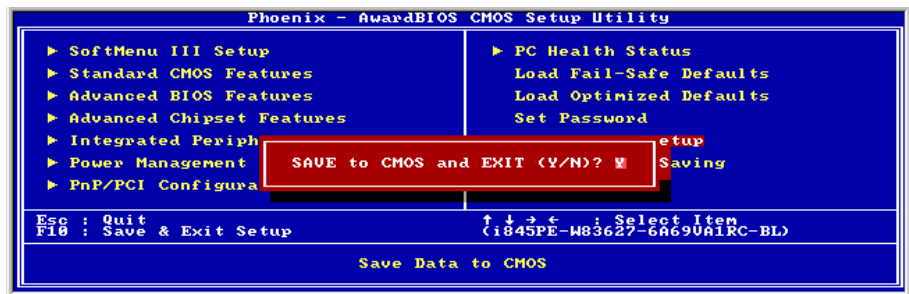 Phoenix - AwardBIOS CMOS Setup Utility
► SoftMenu III Setup
► Standard CMOS Features
► Advanced BIOS Features
► Advanced Chipset Features
► Integrated Periph
► Power Management
► PnP/PCI Configura
► PC Health Status
Load Fail-Safe Defaults
Load Optimized Defaults
Set Password
etup
Saving
SAVE to CMOS and EXIT (Y/N)? Y
Esc : Quit
F10 : Save & Exit Setup
↑ ↓ → ← : Select Item
(i845PE-W83627-6A69VA1RC-BL)
Save Data to CMOS